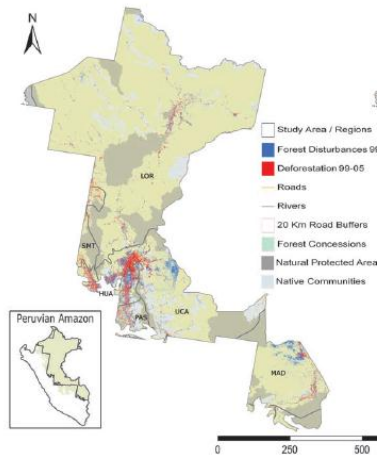 N
Study Area / Regions
Forest Disturbances 99
Deforestation 99-05
Roads
Rivers
20 Km Road Buffers
Forest Concessions
Natural Protected Area
Native Communities
LOR
SMT
HUA
PAS
UCA
MAD
Peruvian Amazon
0 250 500